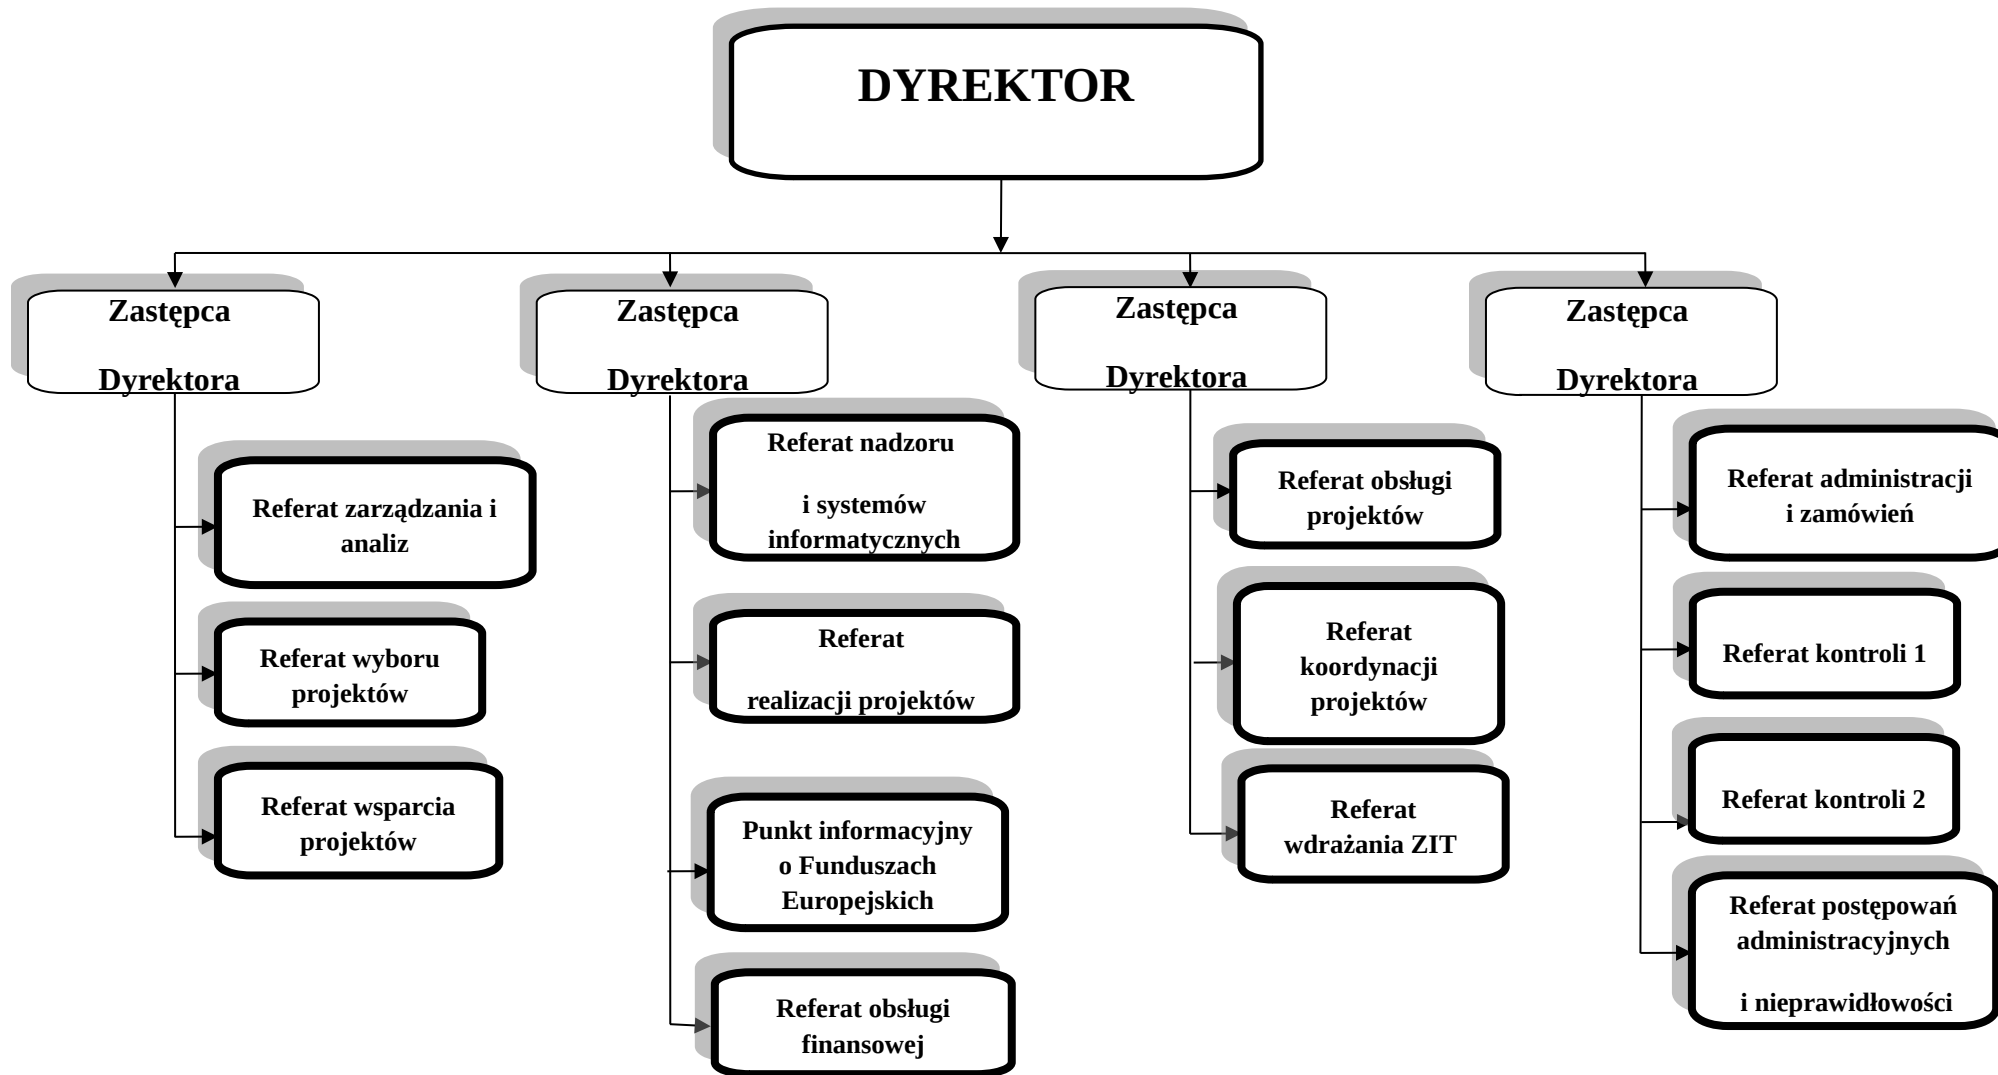 DYREKTOR
Zastępca
Dyrektora
Referat zarządzania i
analiz
Referat wyboru
projektów
Referat wsparcia
projektów
Zastępca
Dyrektora
Referat nadzoru
i systemów
informatycznych
Referat
realizacji projektów
Punkt informacyjny
o Funduszach
Europejskich
Referat obsługi
finansowej
Zastępca
Dyrektora
Referat obsługi
projektów
Referat
koordynacji
projektów
Referat
wdrażania ZIT
Zastępca
Dyrektora
Referat administracji
i zamówień
Referat kontroli 1
Referat kontroli 2
Referat postępowań
administracyjnych
i nieprawidłowości